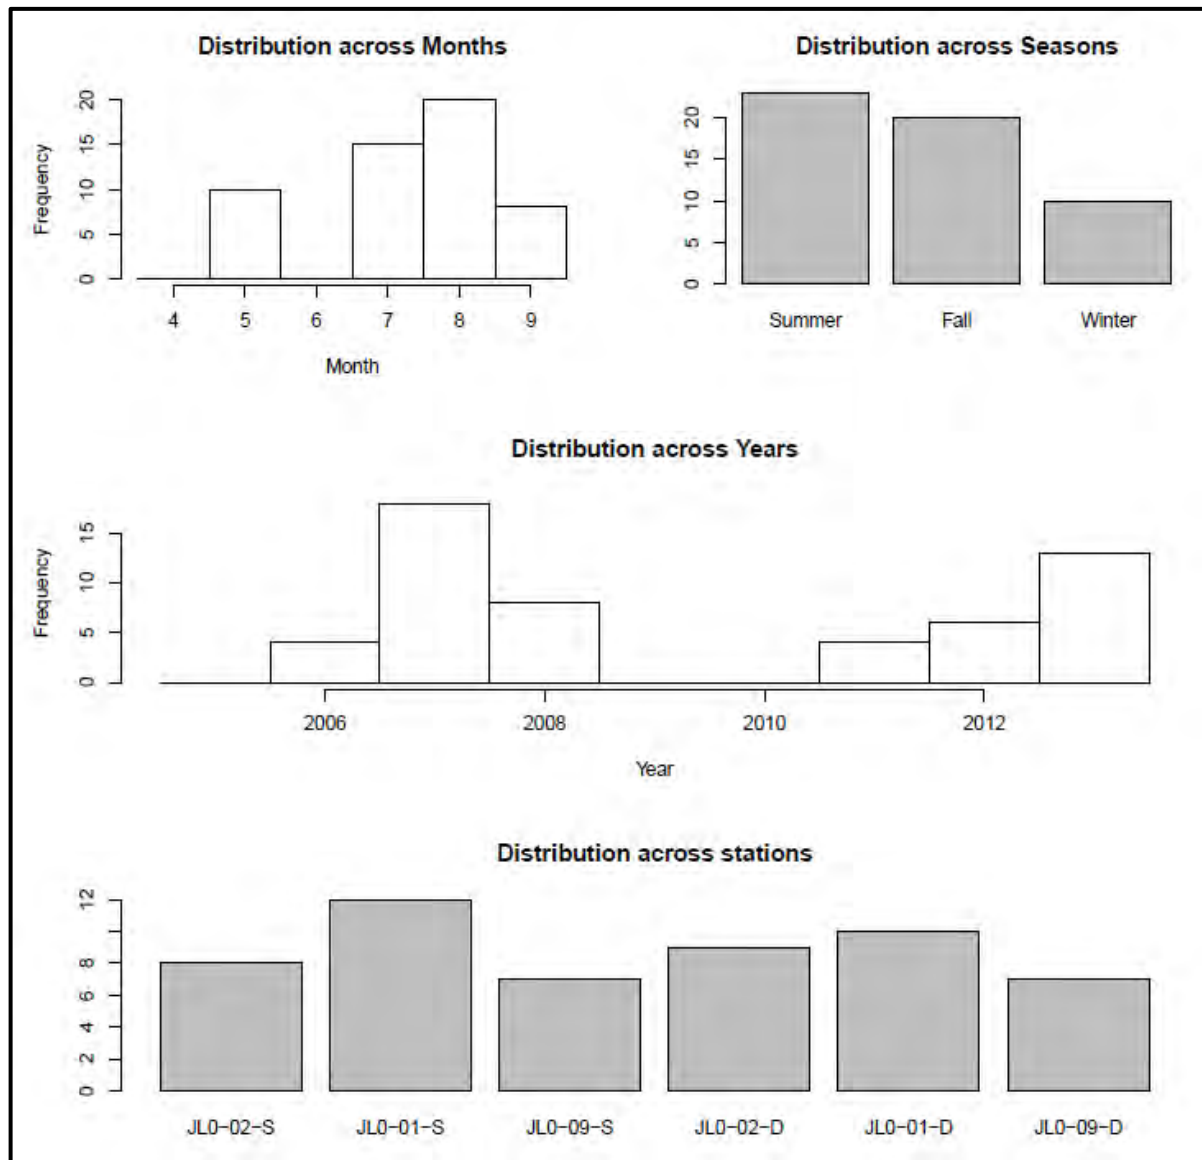 Distribution across Months
Frequency
20
15
10
5
0
4 5 6 7 8 9
Month
Distribution across Seasons
20
15
10
5
0
Summer Fall Winter
Distribution across Years
Frequency
15
10
5
0
2006 2008 2010 2012
Year
Distribution across stations
12
8
6
4
2
0
JL0-02-S JL0-01-S JL0-09-S JL0-02-D JL0-01-D JL0-09-D